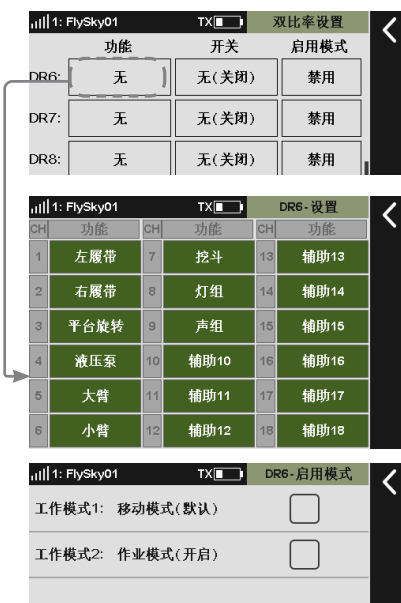 1: FlySky01 TX 双比率设置
功能 开关 启用模式
DR6: 无 无(关闭) 禁用
DR7: 无 无(关闭) 禁用
DR8: 无 无(关闭) 禁用
1: FlySky01 TX DR6-设置
CH 功能 CH 功能 CH 功能
1 左履带 7 挖斗 13 辅助13
2 右履带 8 灯组 14 辅助14
3 平台旋转 9 声组 15 辅助15
4 液压泵 10 辅助10 16 辅助16
5 大臂 11 辅助11 17 辅助17
6 小臂 12 辅助12 18 辅助18
1: FlySky01 TX DR6-启用模式
工作模式1: 移动模式(默认)
工作模式2: 作业模式(开启)